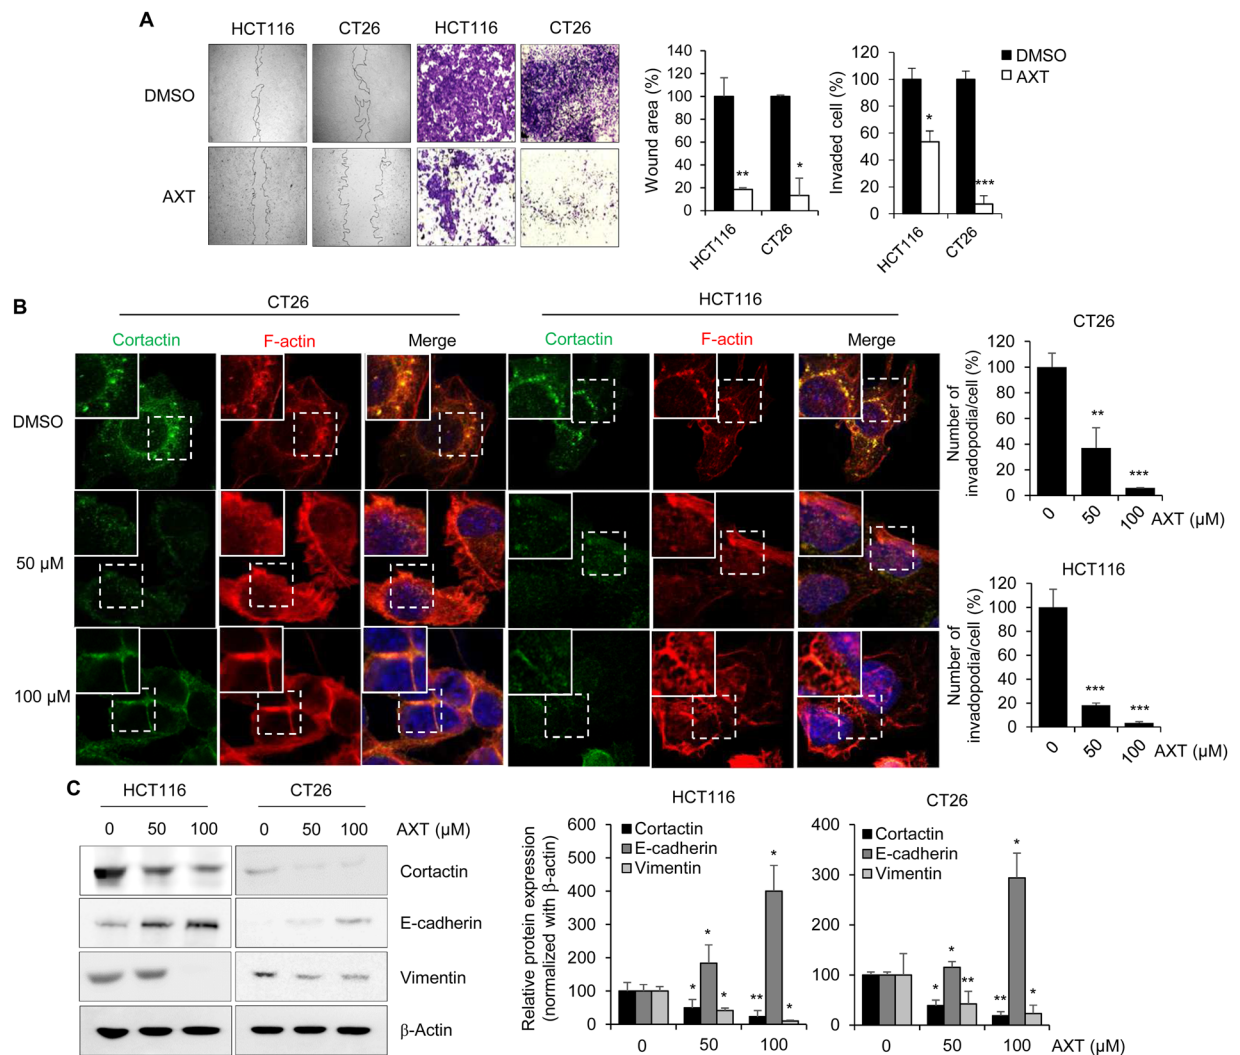 A
HCT116 CT26 HCT116 CT26
DMSO
AXT
Wound area (%)
140
120
100
80
60
40
20
0
HCT116
CT26
Invaded cell (%)
120
100
80
60
40
20
0
HCT116
CT26
** * * ***
DMSO
AXT
B
CT26 HCT116
Cortactin F-actin Merge Cortactin F-actin Merge
DMSO
50 µM
100 µM
CT26
Number of
invadopodia/cell (%)
120
100
80
60
40
20
0
** ***
0 50 100 AXT (µM)
HCT116
Number of
invadopodia/cell (%)
120
100
80
60
40
20
0
*** ***
0 50 100 AXT (µM)
C
HCT116 CT26
0 50 100 0 50 100 AXT (µM)
Cortactin
E-cadherin
Vimentin
β-Actin
HCT116
Relative protein expression
(normalized with β-actin)
600
500
400
300
200
100
0
Cortactin
E-cadherin
Vimentin
* * * ** * *
0 50 100
CT26
400
300
200
100
0
Cortactin
E-cadherin
Vimentin
* * ** ** * *
0 50 100 AXT (µM)